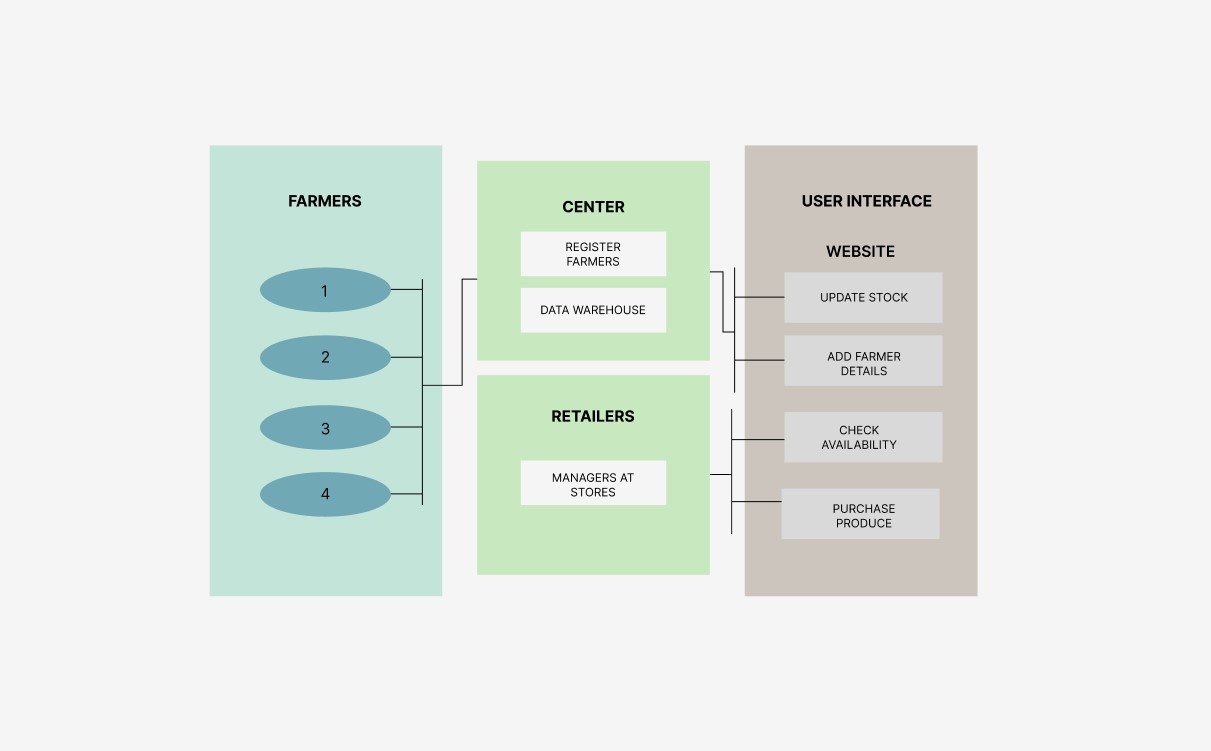 FARMERS
1
2
3
4
CENTER
REGISTER
FARMERS
DATA WAREHOUSE
RETAILERS
MANAGERS AT
STORES
USER INTERFACE
WEBSITE
UPDATE STOCK
ADD FARMER
DETAILS
CHECK
AVAILABILITY
PURCHASE
PRODUCE